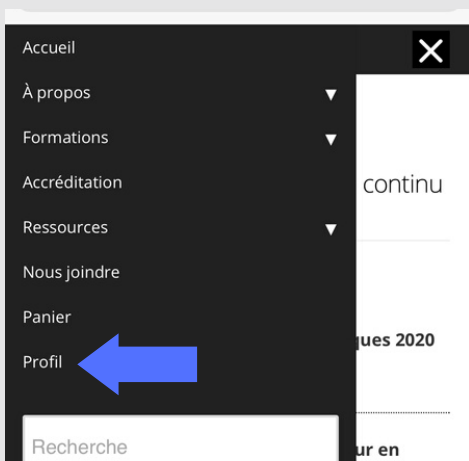 Accueil
À propos
Formations
Accréditation
continu
Ressources
Nous joindre
Panier
ques 2020
Profil
Recherche
ur en